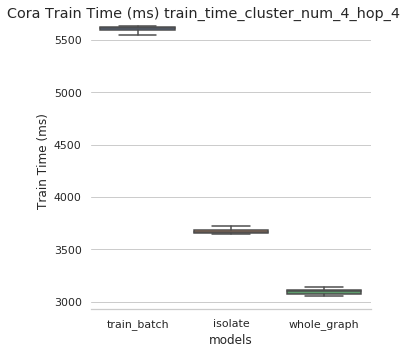 Cora Train Time (ms) train_time_cluster_num_4_hop_4
5500
5000
4500
4000
3500
3000
Train Time (ms)
train_batch
isolate
whole_graph
models